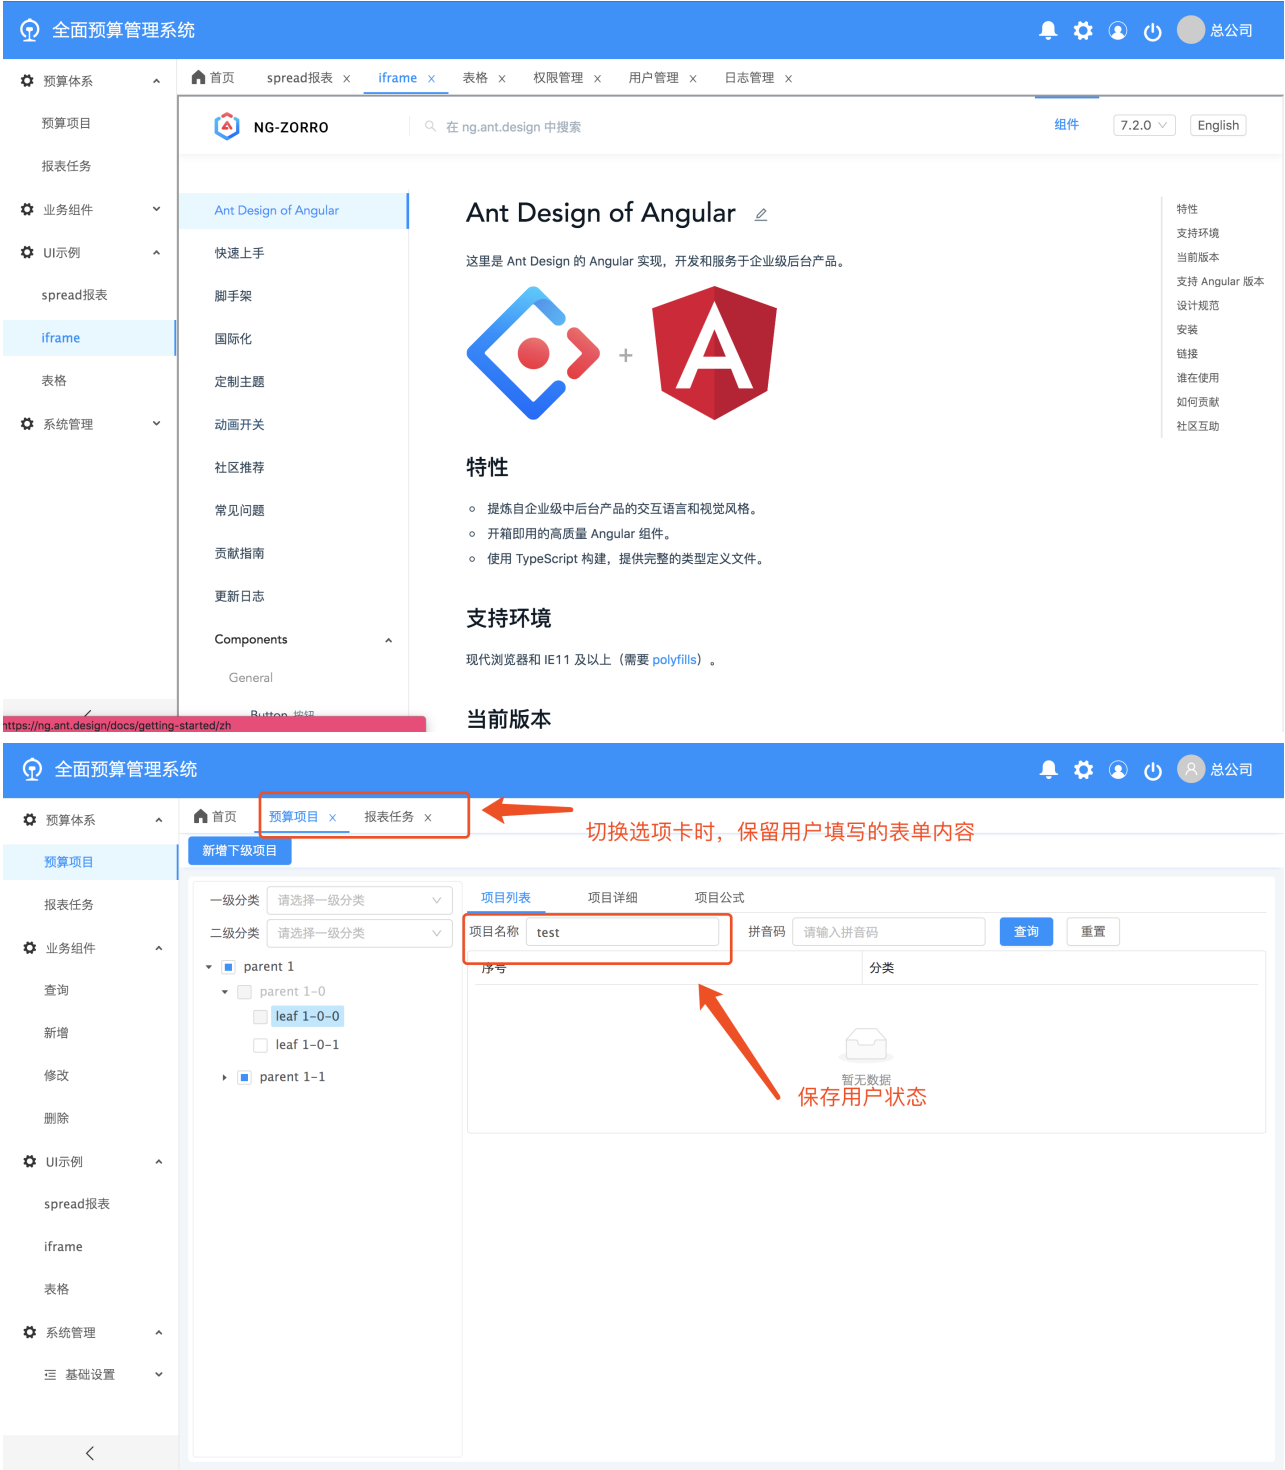 全面预算管理系统
总公司
预算体系
预算项目
报表任务
业务组件
UI示例
spread报表
iframe
表格
系统管理
首页
spread报表 x
iframe x
表格 x
权限管理 x
用户管理 x
日志管理 x
NG-ZORRO
在 ng.ant.design 中搜索
组件
7.2.0
English
Ant Design of Angular
快速上手
脚手架
国际化
定制主题
动画开关
社区推荐
常见问题
贡献指南
更新日志
Components
General
Button 按钮
https://ng.ant.design/docs/getting-started/zh
Ant Design of Angular
这里是 Ant Design 的 Angular 实现，开发和服务于企业级后台产品。
+
特性
提炼自企业级中后台产品的交互语言和视觉风格。
开箱即用的高质量 Angular 组件。
使用 TypeScript 构建，提供完整的类型定义文件。
支持环境
现代浏览器和 IE11 及以上（需要 polyfills）。
当前版本
特性
支持环境
当前版本
支持 Angular 版本
设计规范
安装
链接
谁在使用
如何贡献
社区互助
全面预算管理系统
总公司
预算体系
预算项目
报表任务
业务组件
查询
新增
修改
删除
UI示例
spread报表
iframe
表格
系统管理
基础设置
首页
预算项目 x
报表任务 x
切换选项卡时，保留用户填写的表单内容
新增下级项目
一级分类 请选择一级分类
二级分类 请选择一级分类
parent 1
parent 1-0
leaf 1-0-0
leaf 1-0-1
parent 1-1
项目列表
项目详细
项目公式
项目名称 test
拼音码 请输入拼音码
查询
重置
序号
分类
暂无数据
保存用户状态